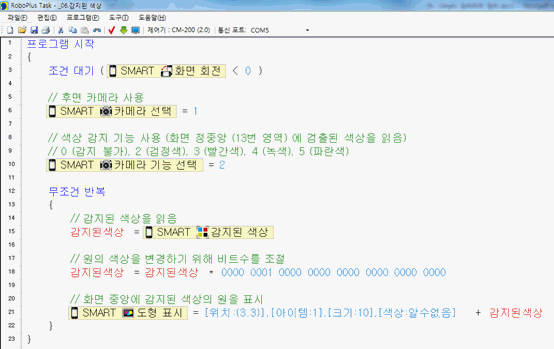 RoboPlus Task - _06.감지된 색상
파일(F) 편집(E) 프로그램(P) 도구(T) 도움말(H)
제어기 : CM-200 (2.0) 통신 포트: COM5
1 프로그램 시작
2 {
3 조건 대기 ( SMART 화면 회전 < 0 )
4
5 // 후면 카메라 사용
6 SMART 카메라 선택 = 1
7
8 // 색상 감지 기능 사용 (화면 정중앙 (13번 영역) 에 검출된 색상을 읽음)
9 // 0 (감지 불가), 2 (검정색), 3 (빨간색), 4 (녹색), 5 (파란색)
10 SMART 카메라 기능 선택 = 2
11
12 무조건 반복
13 {
14 // 감지된 색상을 읽음
15 감지된색상 = SMART 감지된 색상
16
17 // 원의 색상을 변경하기 위해 비트수를 조절
18 감지된색상 = 감지된색상 * 0000 0001 0000 0000 0000 0000 0000 0000
19
20 // 화면 중앙에 감지된 색상의 원을 표시
21 SMART 도형 표시 = [위치:(3,3)],[아이템:1],[크기:10],[색상:알수없음] + 감지된색상
22 }
23 }